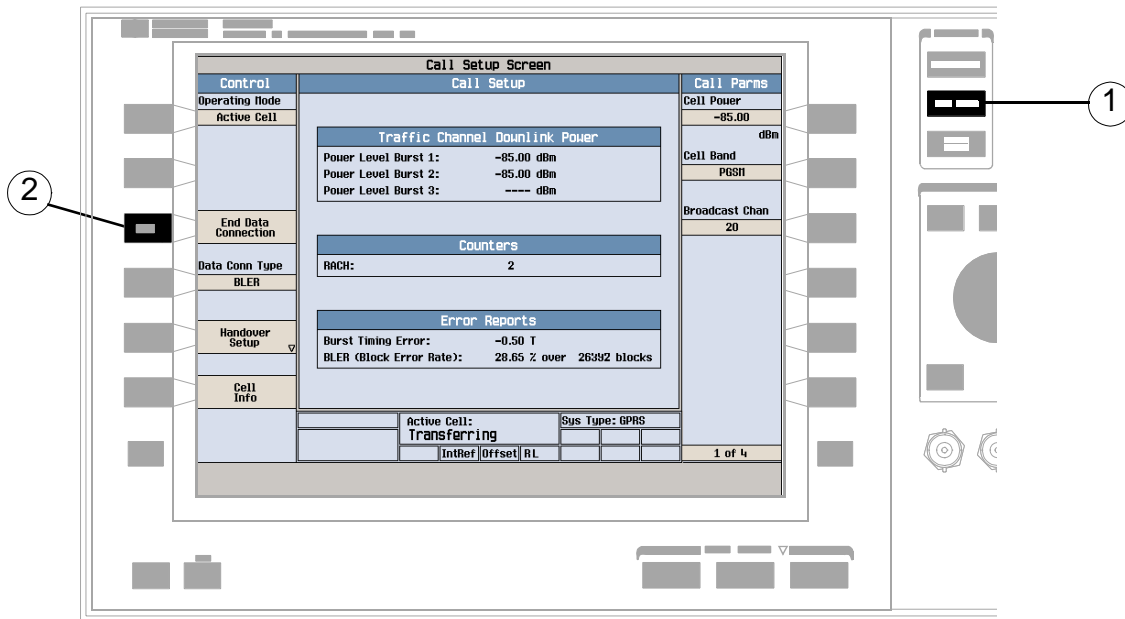 Call Setup Screen
Control
Call Setup
Call Parms
Operating Mode
Active Cell
End Data
Connection
Data Conn Type
BLER
Handover
Setup
Cell
Info
Traffic Channel Downlink Power
Power Level Burst 1: -85.00 dBm
Power Level Burst 2: -85.00 dBm
Power Level Burst 3: ---- dBm
Counters
RACH: 2
Error Reports
Burst Timing Error: -0.50 T
BLER (Block Error Rate): 28.65 % over 26392 blocks
Cell Power
-85.00
dBm
Cell Band
PGSM
Broadcast Chan
20
Active Cell:
Transferring
Sys Type: GPRS
IntRef Offset RL
1 of 4
1
2